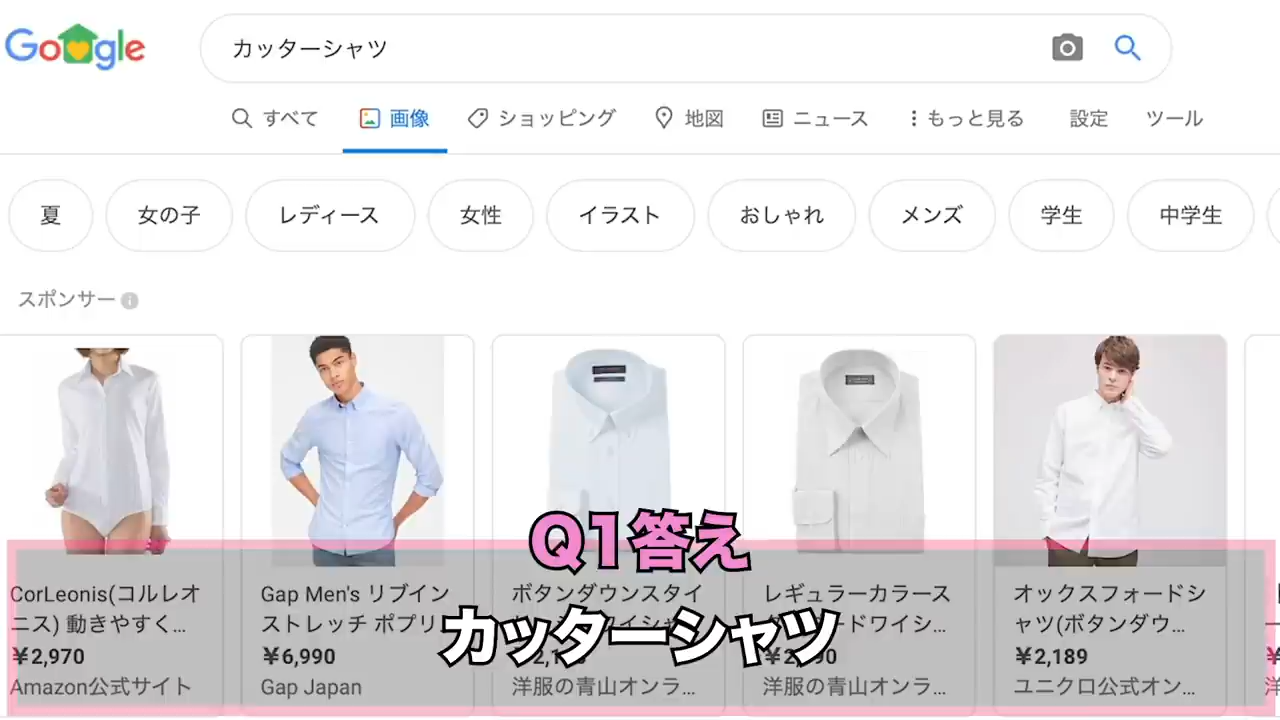 Google
カッターシャツ
すべて 画像 ショッピング 地図 ニュース もっと見る 設定 ツール
夏 女の子 レディース 女性 イラスト おしゃれ メンズ 学生 中学生
スポンサー
Q1答え
カッターシャツ
CorLeonis(コルレオ
ニス) 動きやすく...
¥2,970
Amazon公式サイト
Gap Men's リブイン
ストレッチ ポプリ
¥6,990
Gap Japan
ボタンダウンスタイ
洋服の青山オンラ...
レギュラーカラース
ードワイシ...
洋服の青山オンラ...
オックスフォードシ
ャツ(ボタンダウ...
¥2,189
ユニクロ公式オン...